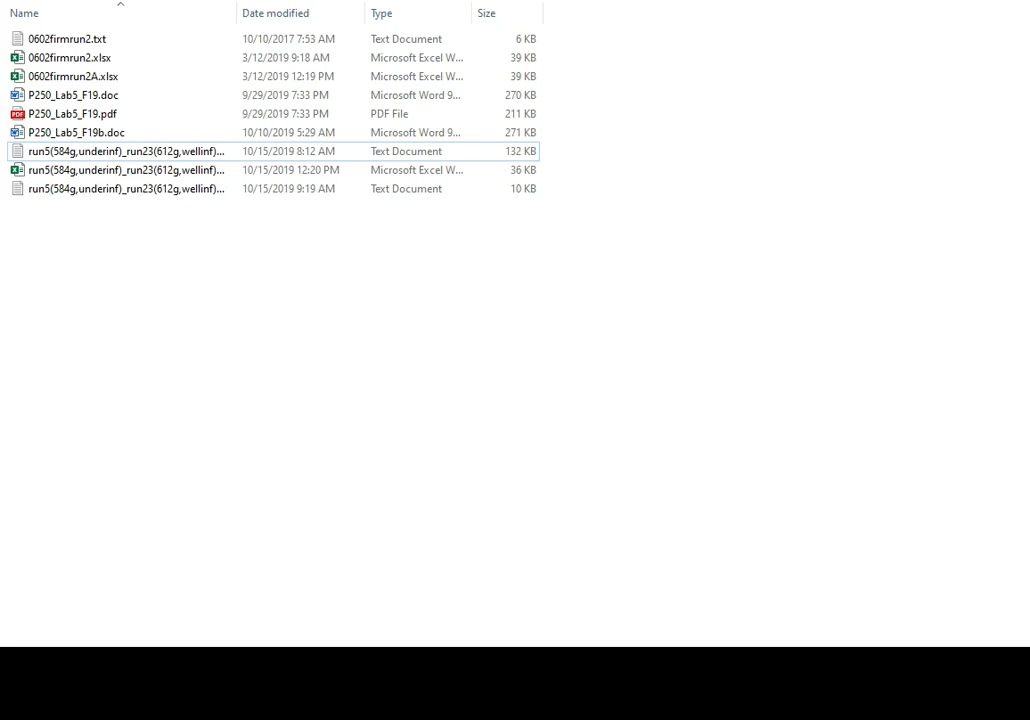 Name Date modified Type Size
0602firmrun2.txt 10/10/2017 7:53 AM Text Document 6 KB
0602firmrun2.xlsx 3/12/2019 9:18 AM Microsoft Excel W... 39 KB
0602firmrun2A.xlsx 3/12/2019 12:19 PM Microsoft Excel W... 39 KB
P250_Lab5_F19.doc 9/29/2019 7:33 PM Microsoft Word 9... 270 KB
PDF P250_Lab5_F19.pdf 9/29/2019 7:33 PM PDF File 211 KB
P250_Lab5_F19b.doc 10/10/2019 5:29 AM Microsoft Word 9... 271 KB
run5(584g,underinf)_run23(612g,wellinf)... 10/15/2019 8:12 AM Text Document 132 KB
run5(584g,underinf)_run23(612g,wellinf)... 10/15/2019 12:20 PM Microsoft Excel W... 36 KB
run5(584g,underinf)_run23(612g,wellinf)... 10/15/2019 9:19 AM Text Document 10 KB